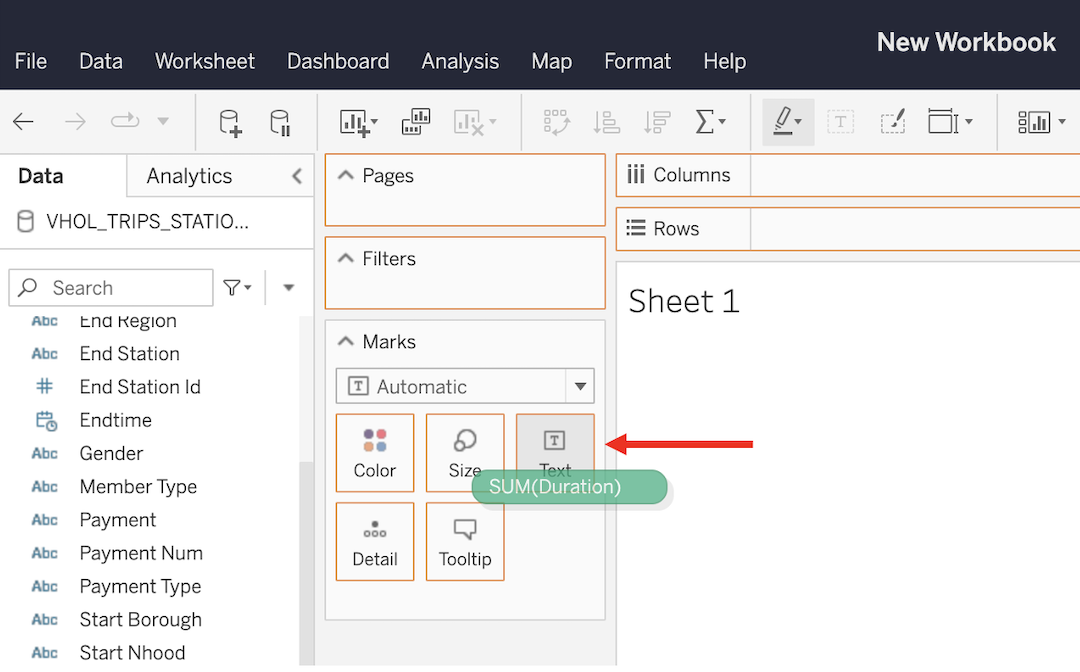 New Workbook
File Data Worksheet Dashboard Analysis Map Format Help
Data Analytics
VHOL_TRIPS_STATIO...
Search
Abc End Region
Abc End Station
# End Station Id
Endtime
Abc Gender
Abc Member Type
Abc Payment
Abc Payment Num
Abc Payment Type
Abc Start Borough
Abc Start Nhood
Pages
Filters
Marks
T Automatic
Color Size T Text
SUM(Duration)
Detail Tooltip
Columns
Rows
Sheet 1